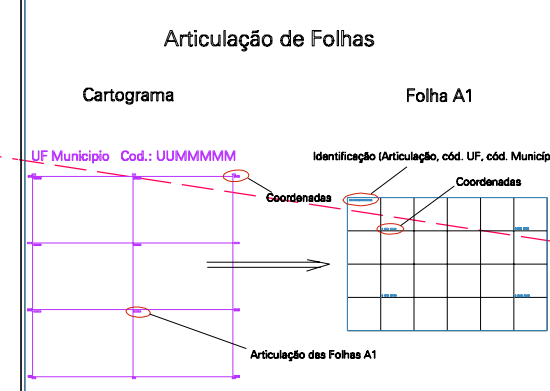 Articulação de Folhas
Cartograma
Folha A1
UF Municipio Cod.: UUMMMMM
Identificação (Articulação, cód. UF, cód. Municíp
Coordenadas
Coordenadas
Articulação das Folhas A1